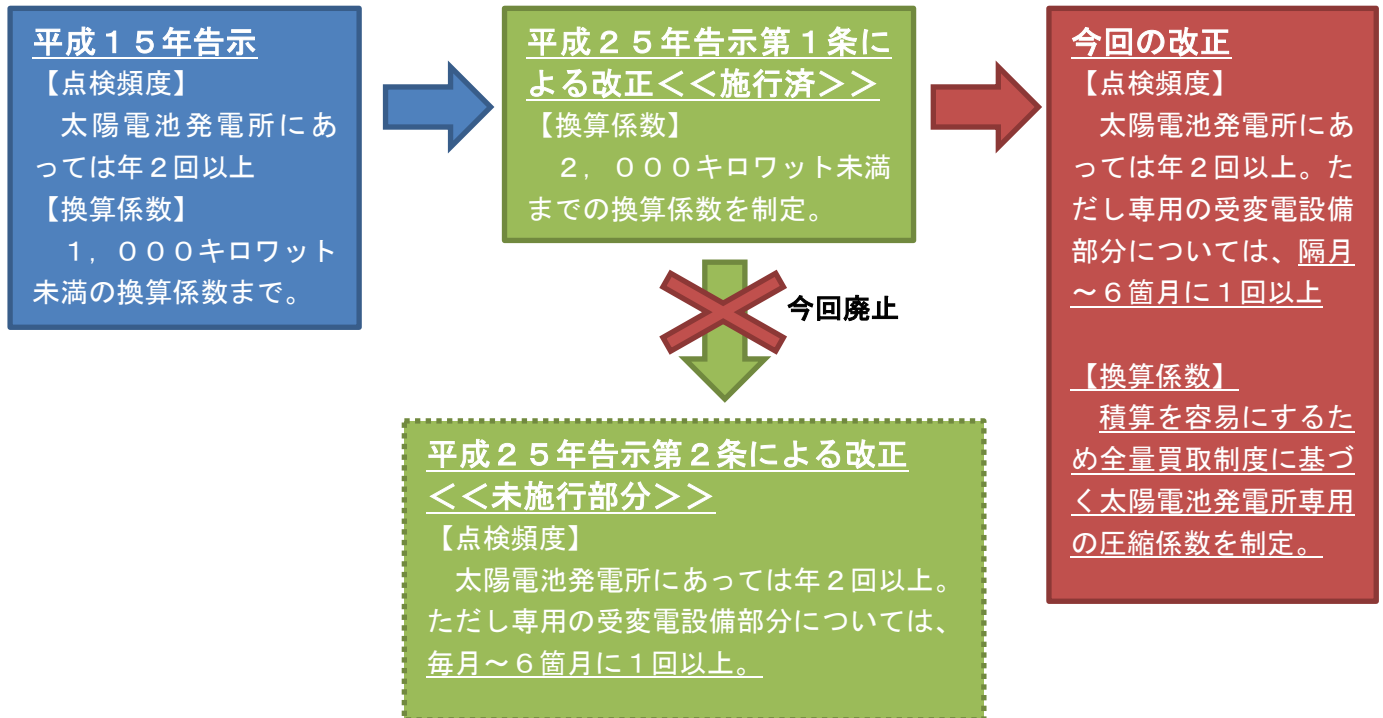 平成１５年告示
【点検頻度】
太陽電池発電所にあ
っては年２回以上
【換算係数】
１，０００キロワット
未満の換算係数まで。
平成２５年告示第１条に
よる改正＜＜施行済＞＞
【換算係数】
２，０００キロワット未満
までの換算係数を制定。
今回廃止
平成２５年告示第２条による改正
＜＜未施行部分＞＞
【点検頻度】
太陽電池発電所にあっては年２回以上。
ただし専用の受変電設備部分については、
毎月～６箇月に１回以上。
今回の改正
【点検頻度】
太陽電池発電所にあ
っては年２回以上。た
だし専用の受変電設備
部分については、隔月
～６箇月に１回以上
【換算係数】
積算を容易にするた
め全量買取制度に基づ
く太陽電池発電所専用
の圧縮係数を制定。